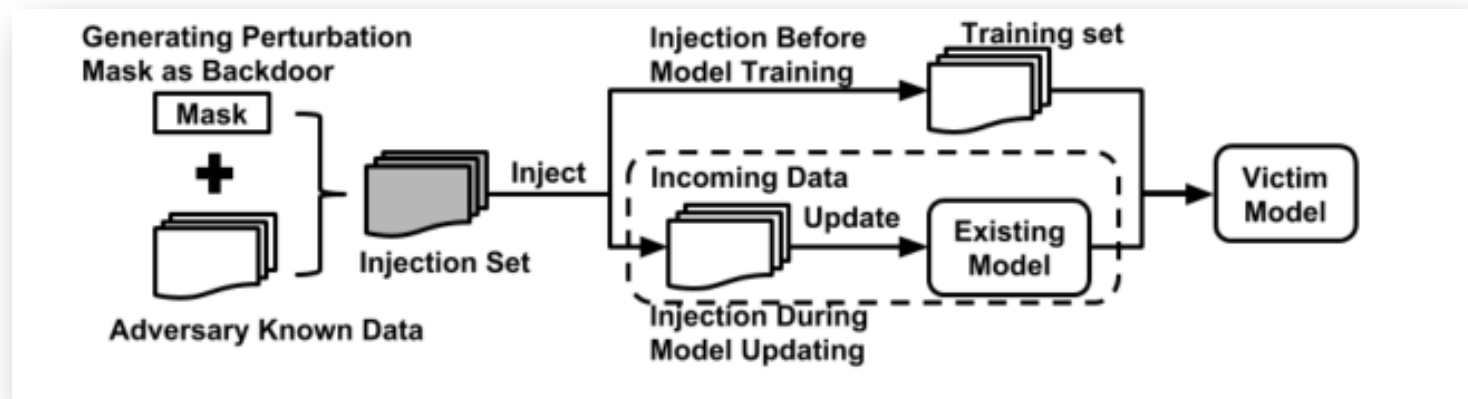 Generating Perturbation
Mask as Backdoor
Mask
Adversary Known Data
Injection Set
Inject
Injection Before
Model Training
Training set
Incoming Data
Update
Existing
Model
Injection During
Model Updating
Victim
Model